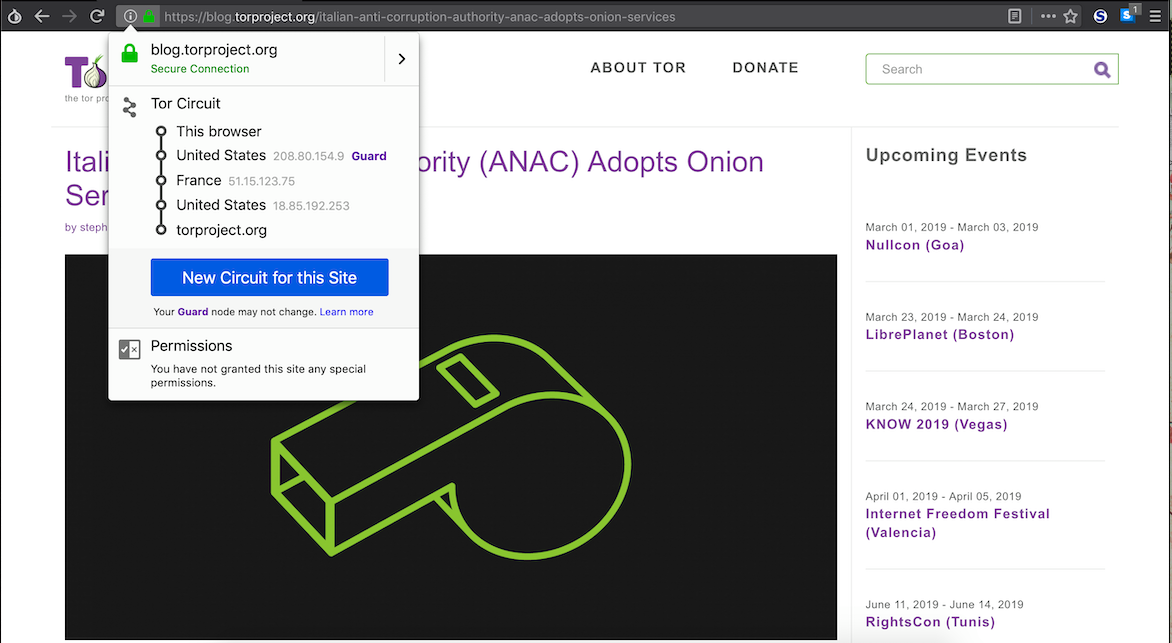 https://blog.torproject.org/italian-anti-corruption-authority-anac-adopts-onion-services
S
S
1
blog.torproject.org
Secure Connection
Tor Circuit
This browser
United States 208.80.154.9 Guard
France 51.15.123.75
United States 18.85.192.253
torproject.org
New Circuit for this Site
Your Guard node may not change. Learn more
Permissions
You have not granted this site any special
permissions.
the tor pro
ABOUT TOR
DONATE
Search
Itali
ority (ANAC) Adopts Onion
Ser
by steph
Upcoming Events
March 01, 2019 - March 03, 2019
Nullcon (Goa)
March 23, 2019 - March 24, 2019
LibrePlanet (Boston)
March 24, 2019 - March 27, 2019
KNOW 2019 (Vegas)
April 01, 2019 - April 05, 2019
Internet Freedom Festival
(Valencia)
June 11, 2019 - June 14, 2019
RightsCon (Tunis)